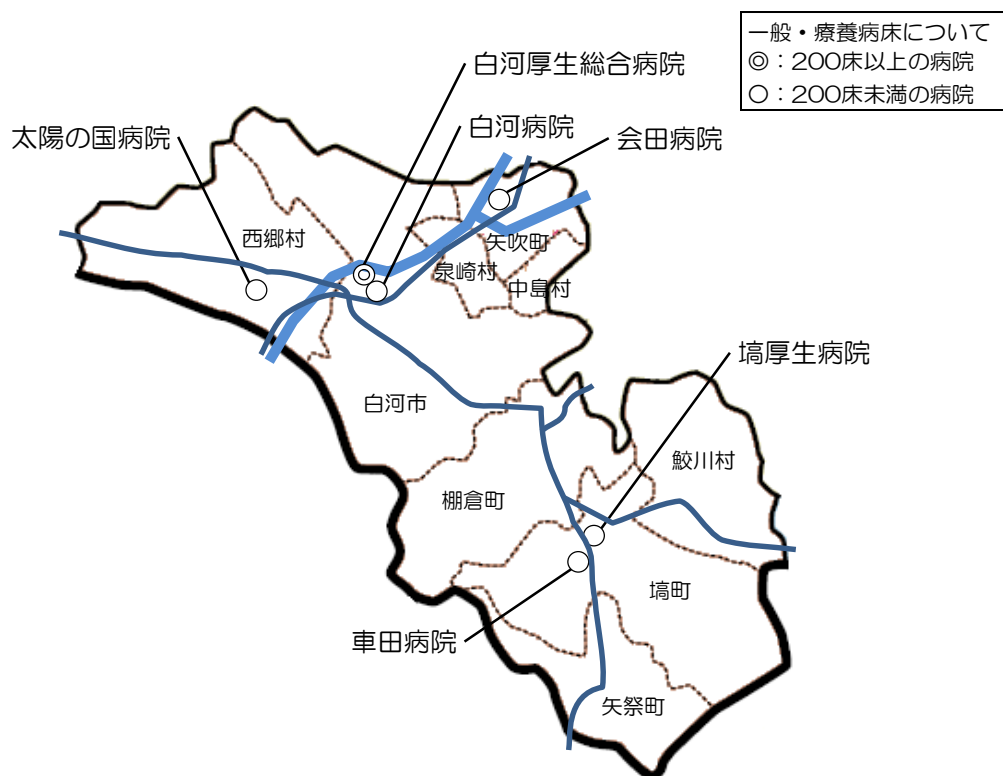 一般・療養病床について
◎：200床以上の病院
○：200床未満の病院
白河厚生総合病院
白河病院
会田病院
太陽の国病院
西郷村
矢吹町
泉崎村
中島村
塙厚生病院
白河市
鮫川村
棚倉町
塙町
車田病院
矢祭町